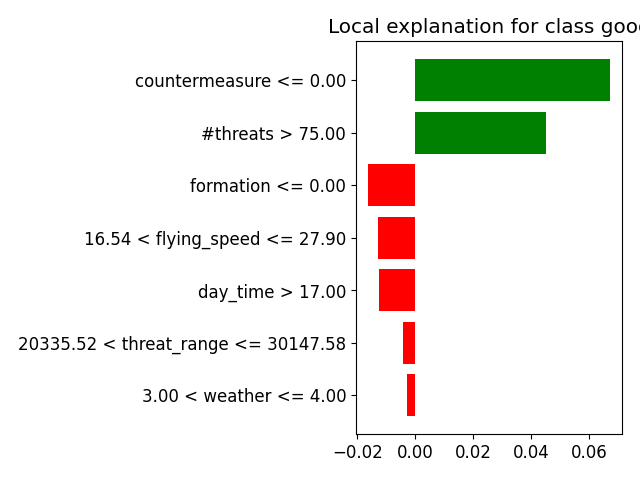 Local explanation for class good
countermeasure <= 0.00
#threats > 75.00
formation <= 0.00
16.54 < flying_speed <= 27.90
day_time > 17.00
20335.52 < threat_range <= 30147.58
3.00 < weather <= 4.00
−0.02 0.00 0.02 0.04 0.06